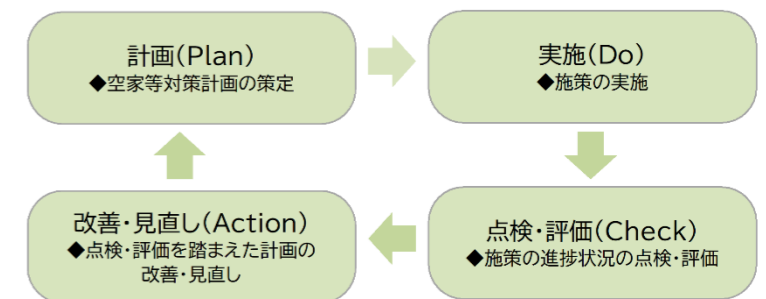 計画(Plan)
◆空家等対策計画の策定
実施(Do)
◆施策の実施
改善・見直し(Action)
◆点検・評価を踏まえた計画の
改善・見直し
点検・評価(Check)
◆施策の進捗状況の点検・評価